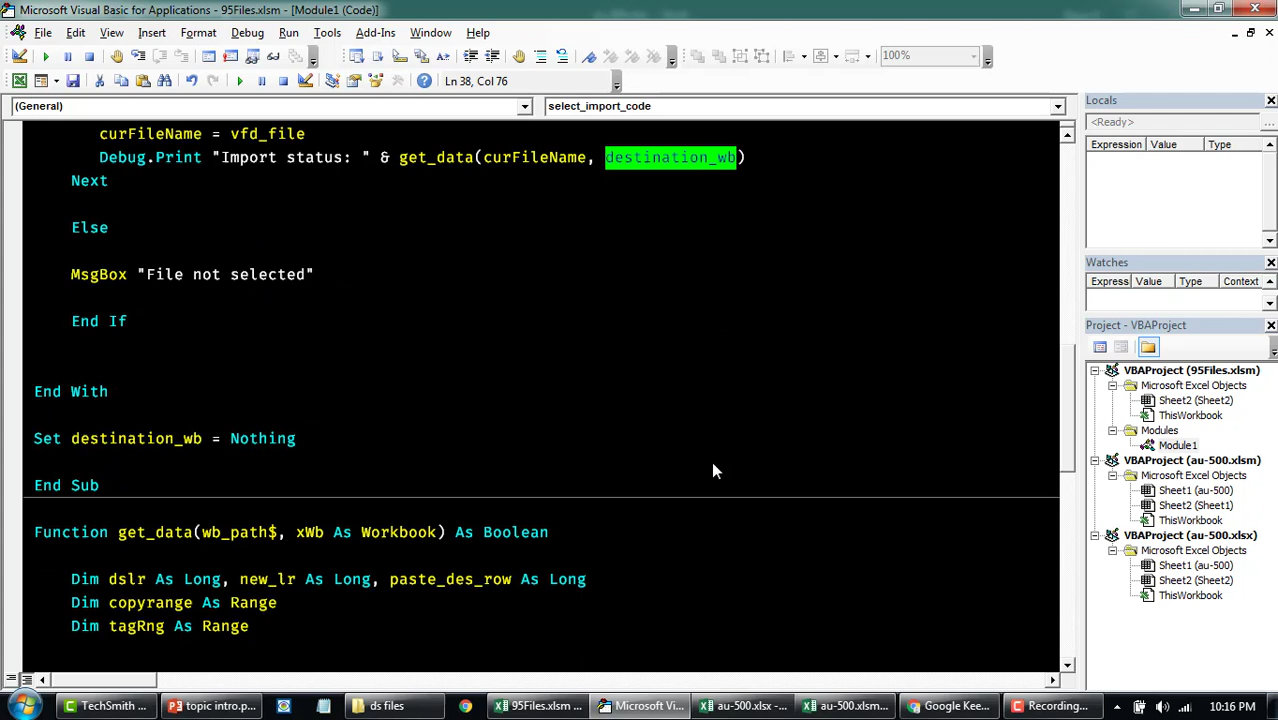 Microsoft Visual Basic for Applications - 95Files.xlsm - [Module1 (Code)]
File Edit View Insert Format Debug Run Tools Add-Ins Window Help
100%
Ln 38, Col 76
(General)
select_import_code
curFileName = vfd_file
Debug.Print "Import status: " & get_data(curFileName, destination_wb)
Next
Else
MsgBox "File not selected"
End If
End With
Set destination_wb = Nothing
End Sub
Function get_data(wb_path$, xWb As Workbook) As Boolean
Dim dslr As Long, new_lr As Long, paste_des_row As Long
Dim copyrange As Range
Dim tagRng As Range
Locals
<Ready>
Expression Value Type
Watches
Express Value Type Context
Project - VBAProject
VBAProject (95Files.xlsm)
Microsoft Excel Objects
Sheet2 (Sheet2)
ThisWorkbook
Modules
Module1
VBAProject (au-500.xlsm)
Microsoft Excel Objects
Sheet1 (au-500)
Sheet2 (Sheet1)
ThisWorkbook
VBAProject (au-500.xlsx)
Microsoft Excel Objects
Sheet1 (au-500)
Sheet2 (Sheet2)
ThisWorkbook
TechSmith ... topic intro.pm... ds files 95Files.xlsm ... Microsoft Vi... au-500.xlsx -... au-500.xlsm... Google Kee... Recording... 10:16 PM